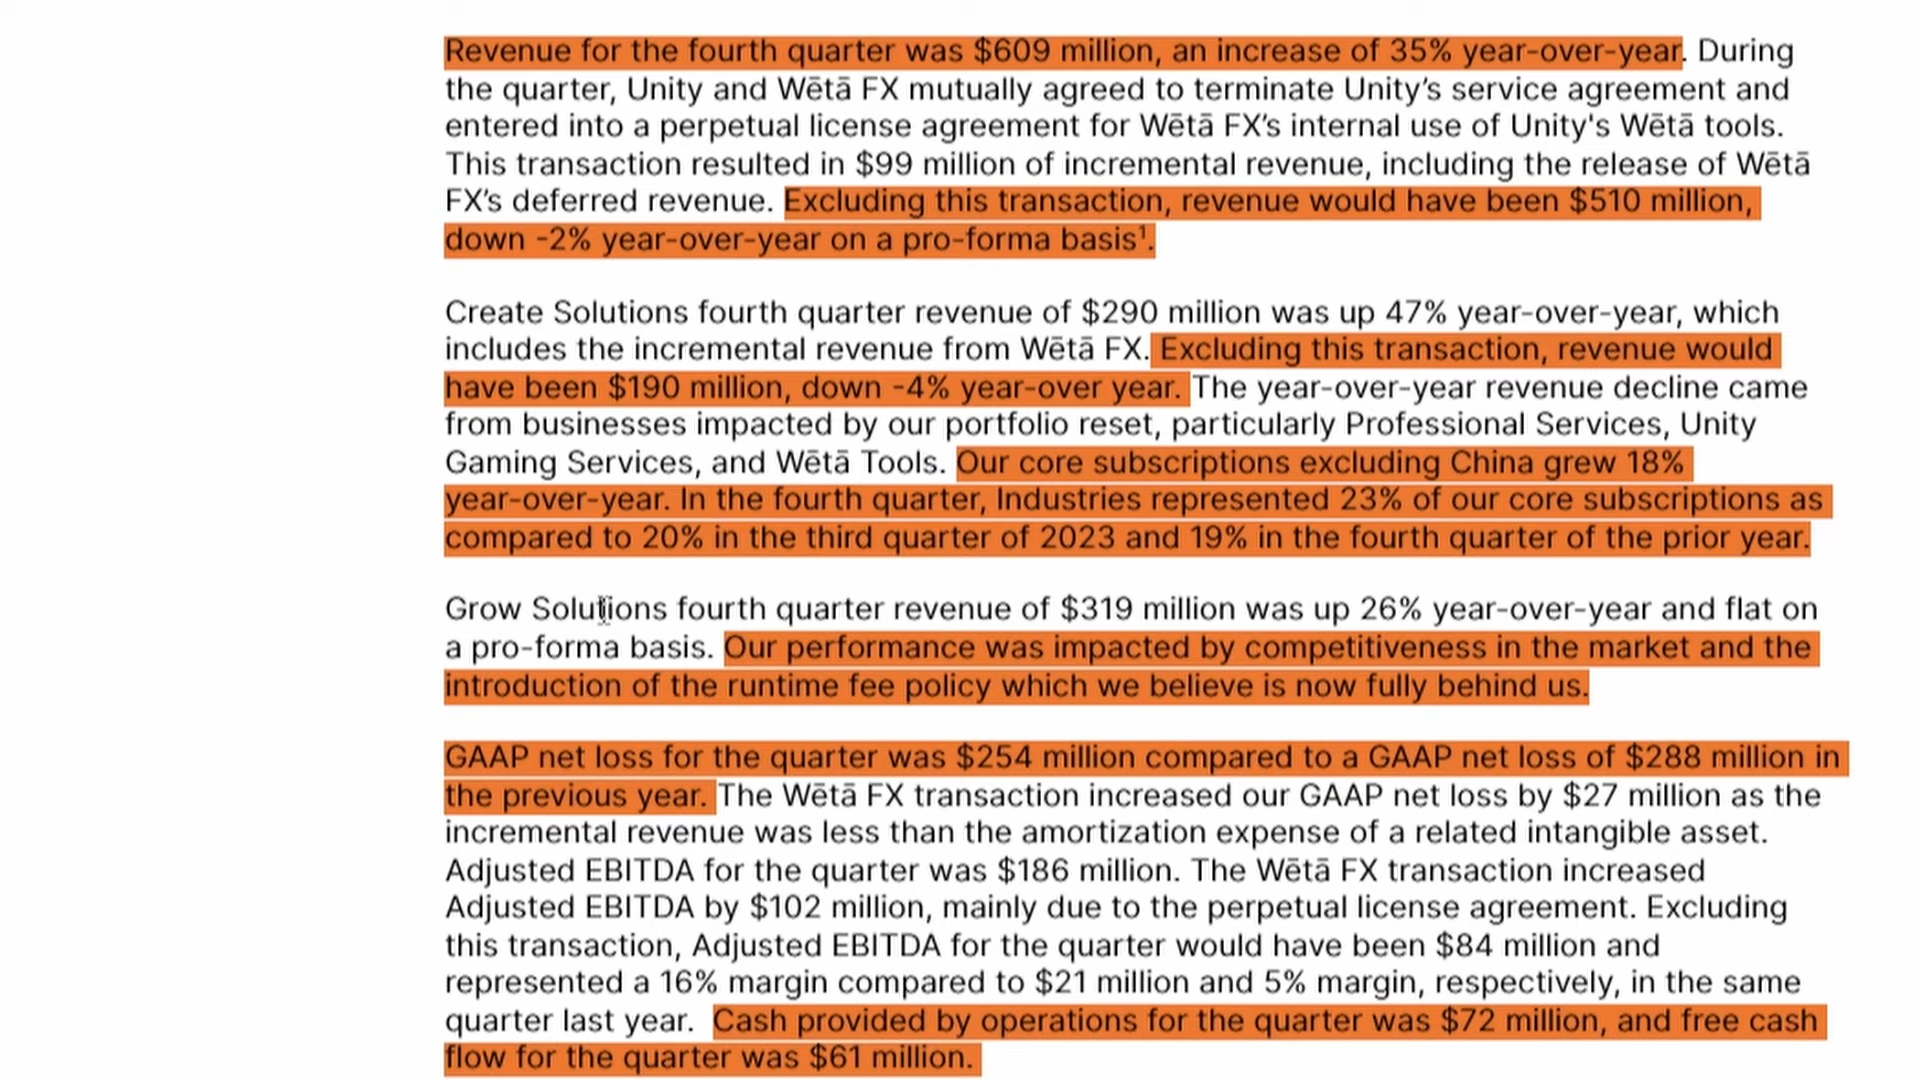 Revenue for the fourth quarter was $609 million, an increase of 35% year-over-year. During
the quarter, Unity and Wētā FX mutually agreed to terminate Unity’s service agreement and
entered into a perpetual license agreement for Wētā FX’s internal use of Unity's Wētā tools.
This transaction resulted in $99 million of incremental revenue, including the release of Wētā
FX’s deferred revenue. Excluding this transaction, revenue would have been $510 million,
down -2% year-over-year on a pro-forma basis¹.
Create Solutions fourth quarter revenue of $290 million was up 47% year-over-year, which
includes the incremental revenue from Wētā FX. Excluding this transaction, revenue would
have been $190 million, down -4% year-over year. The year-over-year revenue decline came
from businesses impacted by our portfolio reset, particularly Professional Services, Unity
Gaming Services, and Wētā Tools. Our core subscriptions excluding China grew 18%
year-over-year. In the fourth quarter, Industries represented 23% of our core subscriptions as
compared to 20% in the third quarter of 2023 and 19% in the fourth quarter of the prior year.
Grow Solutions fourth quarter revenue of $319 million was up 26% year-over-year and flat on
a pro-forma basis. Our performance was impacted by competitiveness in the market and the
introduction of the runtime fee policy which we believe is now fully behind us.
GAAP net loss for the quarter was $254 million compared to a GAAP net loss of $288 million in
the previous year. The Wētā FX transaction increased our GAAP net loss by $27 million as the
incremental revenue was less than the amortization expense of a related intangible asset.
Adjusted EBITDA for the quarter was $186 million. The Wētā FX transaction increased
Adjusted EBITDA by $102 million, mainly due to the perpetual license agreement. Excluding
this transaction, Adjusted EBITDA for the quarter would have been $84 million and
represented a 16% margin compared to $21 million and 5% margin, respectively, in the same
quarter last year. Cash provided by operations for the quarter was $72 million, and free cash
flow for the quarter was $61 million.